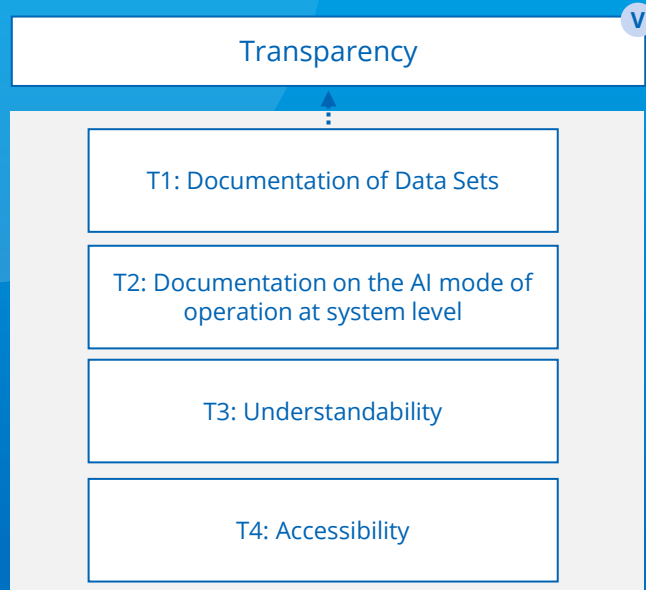 V
Transparency
T1: Documentation of Data Sets
T2: Documentation on the AI mode of
operation at system level
T3: Understandability
T4: Accessibility